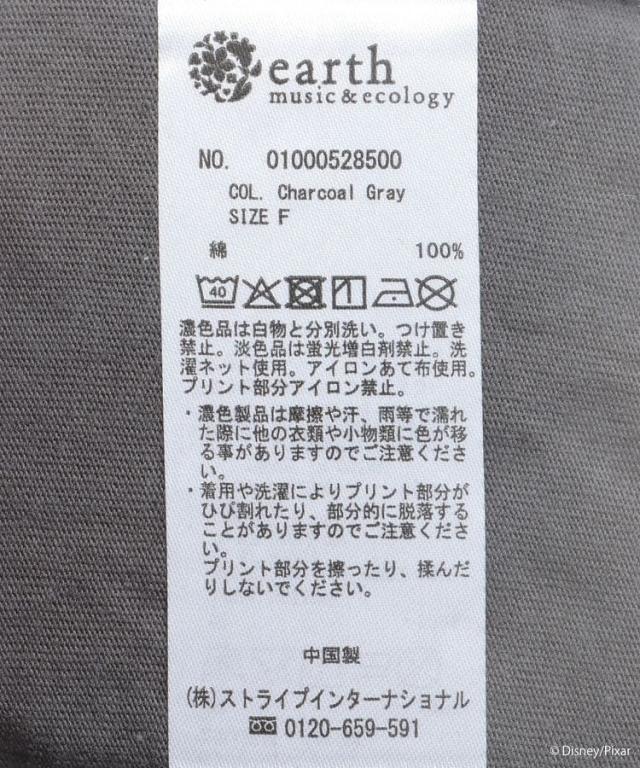 earth
music&ecology
NO. 01000528500
COL. Charcoal Gray
SIZE F
綿 100%
40
濃色品は白物と分別洗い。つけ置き
禁止。淡色品は蛍光増白剤禁止。洗
濯ネット使用。アイロンあて布使用。
プリント部分アイロン禁止。
・濃色製品は摩擦や汗、雨等で濡れ
た際に他の衣類や小物類に色が移
る事がありますのでご注意くださ
い。
・着用や洗濯によりプリント部分が
ひび割れたり、部分的に脱落する
ことがありますのでご注意くださ
い。
プリント部分を擦ったり、揉んだ
りしないでください。
中国製
(株)ストライプインターナショナル
0120-659-591
© Disney/Pixar